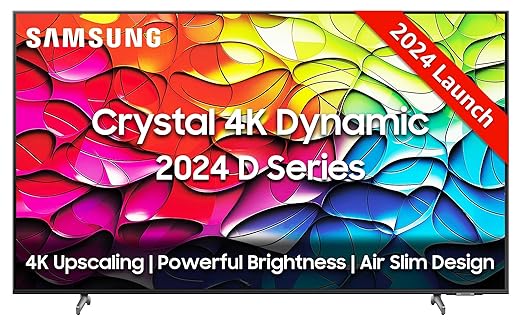 SAMSUNG
2024 Launch
Crystal 4K Dynamic
2024 D Series
4K Upscaling | Powerful Brightness | Air Slim Design